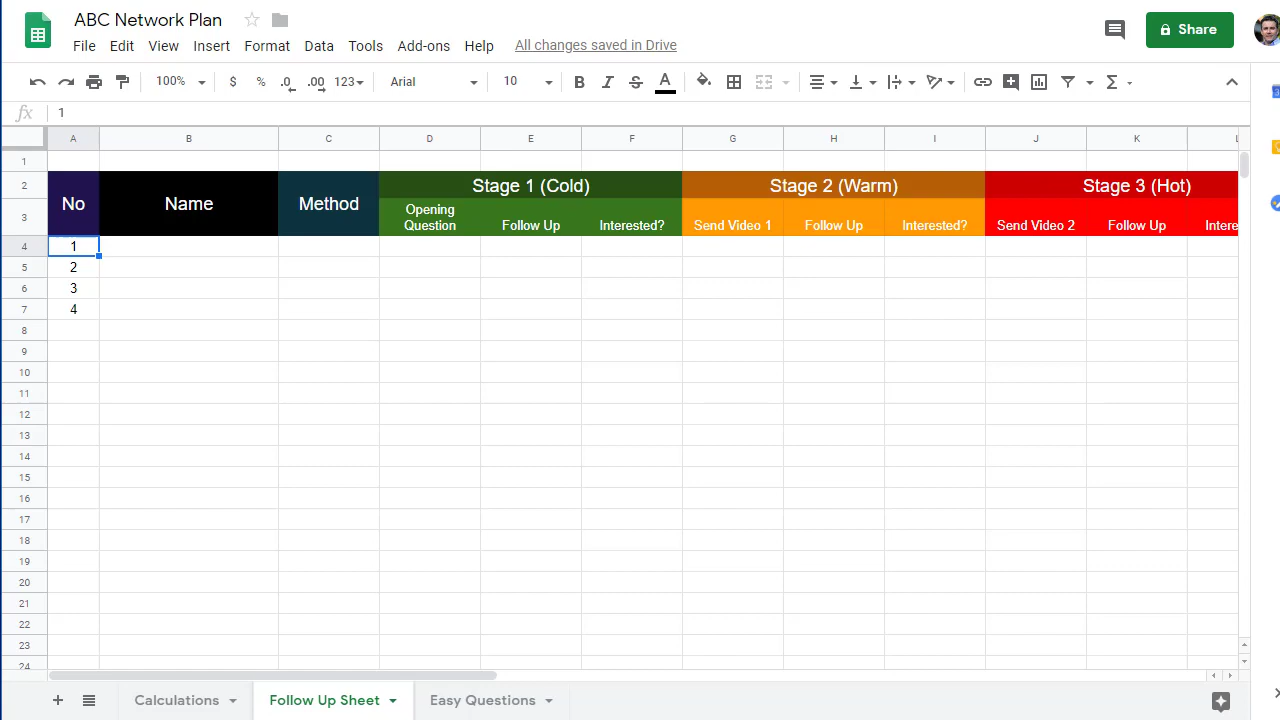 ABC Network Plan
File Edit View Insert Format Data Tools Add-ons Help All changes saved in Drive
Share
100% $ % .0 .00 123 Arial 10 B I S A Σ
fx 1
A B C D E F G H I J K L
1
2 No Name Method Stage 1 (Cold) Stage 2 (Warm) Stage 3 (Hot)
3 Opening Question Follow Up Interested? Send Video 1 Follow Up Interested? Send Video 2 Follow Up Intere
4 1
5 2
6 3
7 4
8
9
10
11
12
13
14
15
16
17
18
19
20
21
22
23
24
+ Calculations Follow Up Sheet Easy Questions